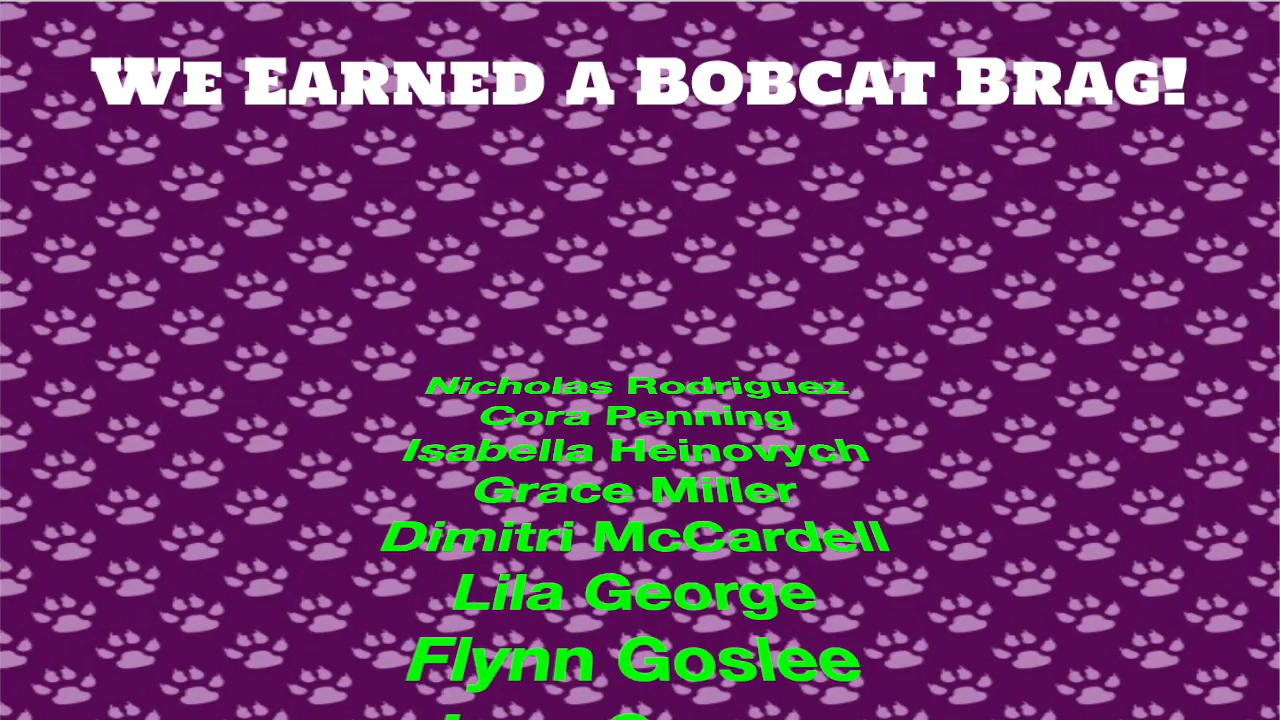 We Earned a Bobcat Brag!
Nicholas Rodriguez
Cora Penning
Isabella Heinovych
Grace Miller
Dimitri McCardell
Lila George
Flynn Goslee